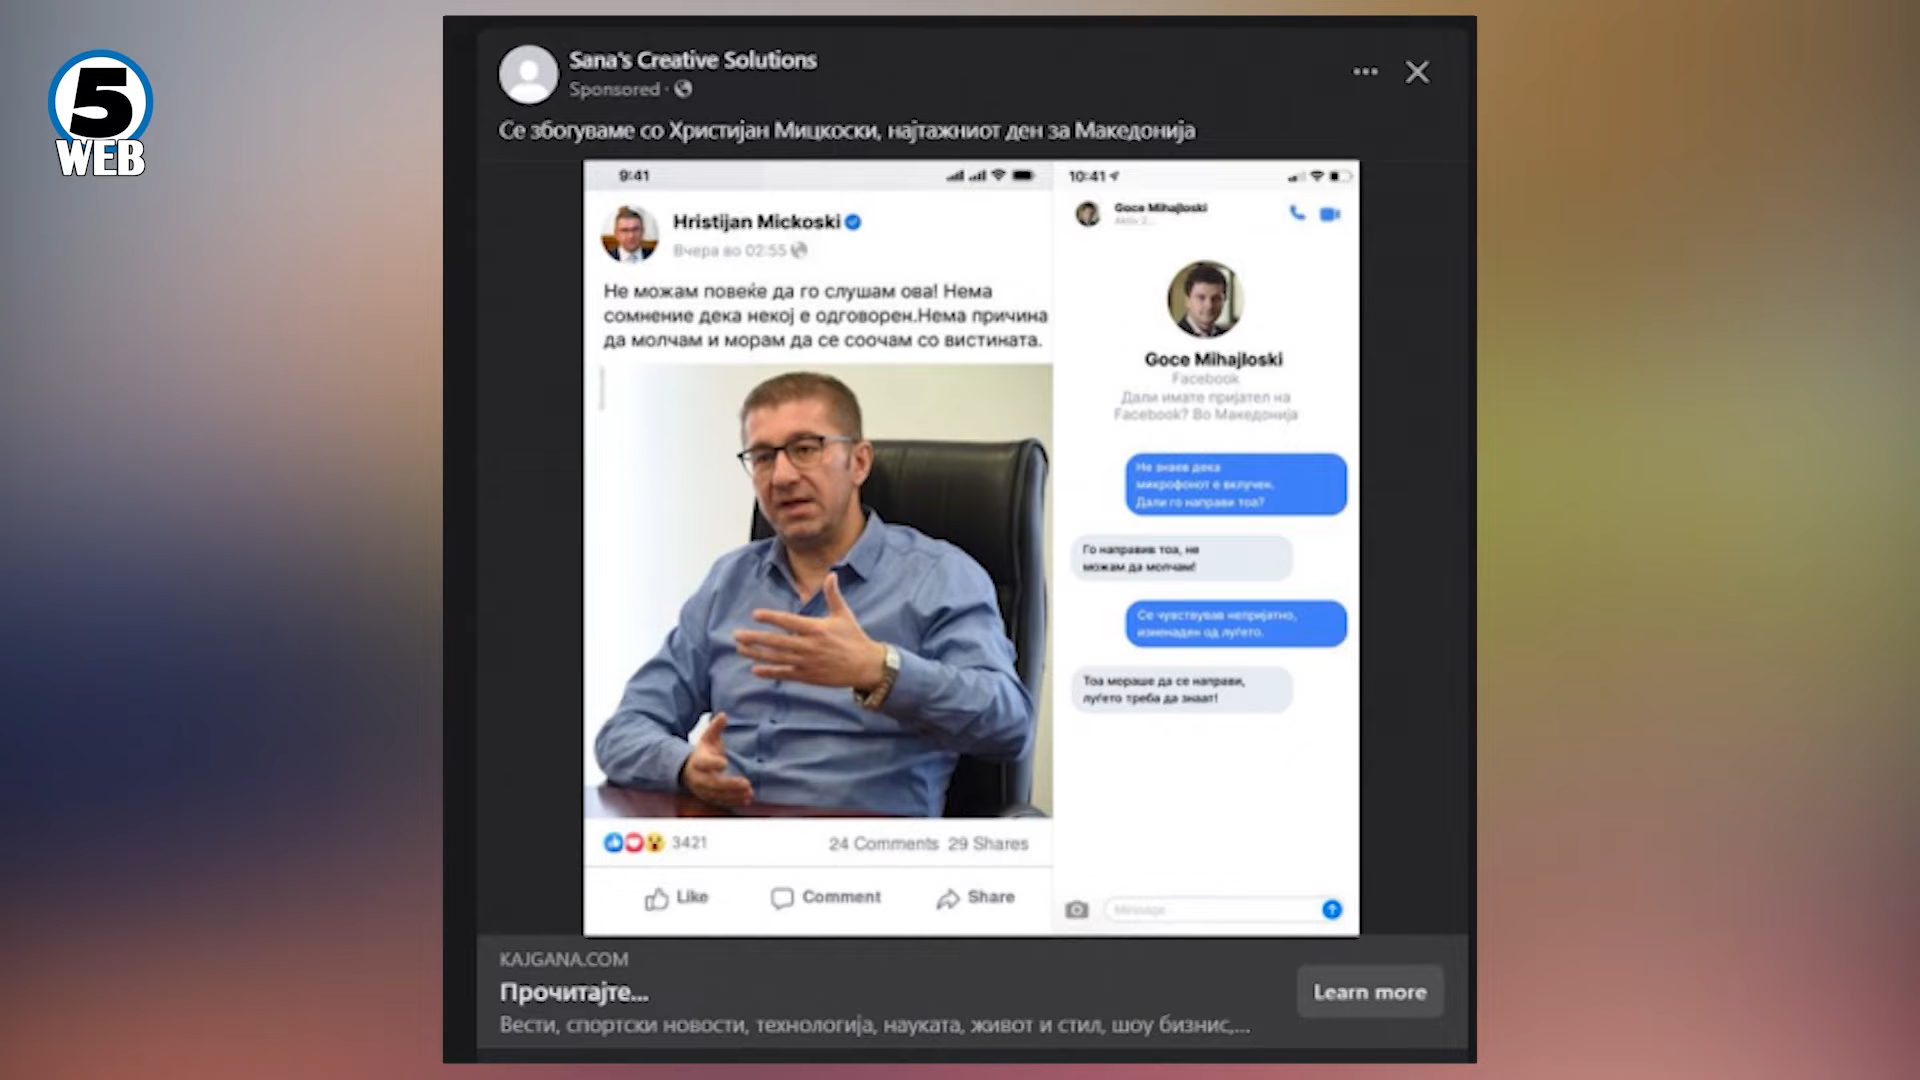 5
WEB
Sana's Creative Solutions
Sponsored ·
Се збогуваме со Христијан Мицкоски, најтажниот ден за Македонија
9:41
Hristijan Mickoski
Вчера во 02:55
Не можам повеќе да го слушам ова! Нема
сомнение дека некој е одговорен.Нема причина
да молчам и морам да се соочам со вистината.
3421
24 Comments 29 Shares
Like Comment Share
10:41
Goce Mihajloski
Goce Mihajloski
Facebook
Дали имате пријател на
Facebook? Во Македонија
Не знаев дека
микрофонот е вклучен.
Дали го направи тоа?
Го направив тоа, не
можам да молчам!
Се чувствував непријатно,
изненаден од луѓето.
Тоа мораше да се направи,
луѓето треба да знаат!
Message
KAJGANA.COM
Прочитајте...
Вести, спортски новости, технологија, науката, живот и стил, шоу бизнис,...
Learn more